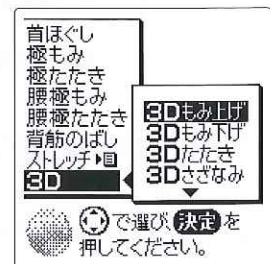 首ほぐし
極もみ
極たたき
腰極もみ
腰極たたき
背筋のばし
ストレッチ
3D
3Dもみ上げ
3Dもみ下げ
3Dたたき
3Dさざなみ
で選び、決定を
押してください。